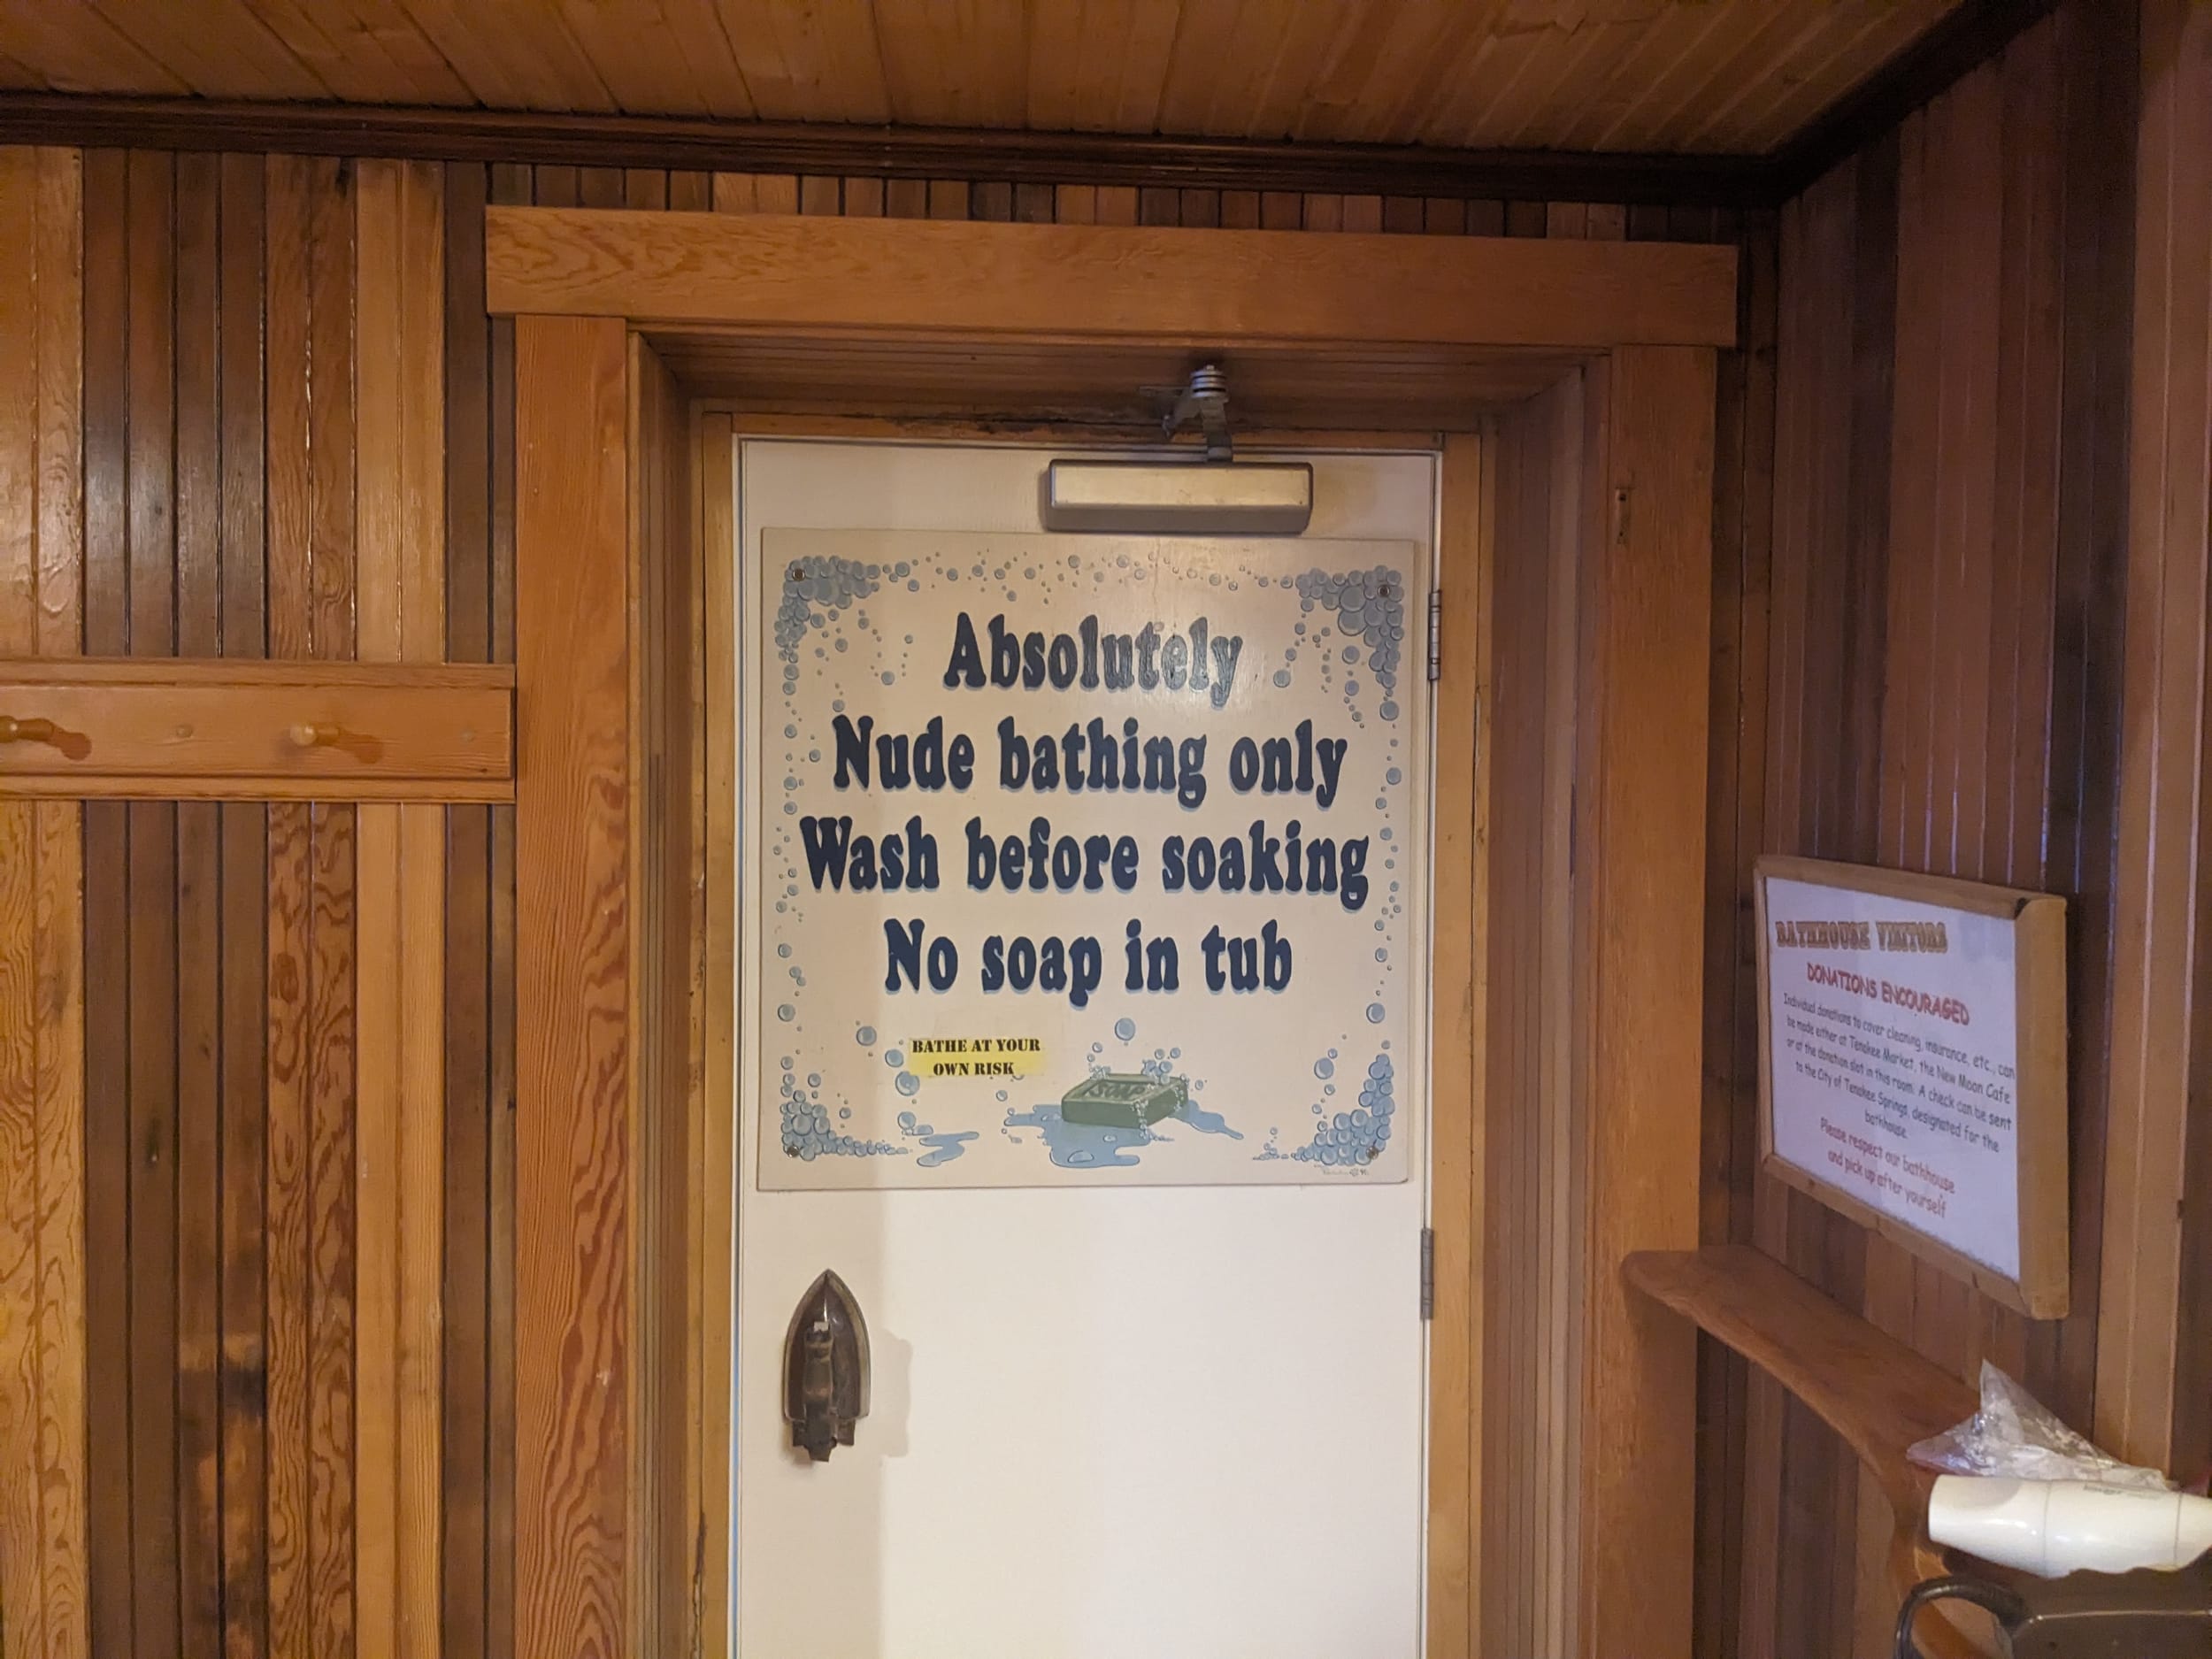 Absolutely
Nude bathing only
Wash before soaking
No soap in tub
BATHE AT YOUR
OWN RISK
SOAP
BATHHOUSE VISITORS
DONATIONS ENCOURAGED
Individual donations to cover cleaning, insurance, etc., can
be made either at Tenakee Market, the New Moon Cafe
or at the donation slot in this room. A check can be sent
to the City of Tenakee Springs, designated for the
bathhouse.
Please respect our bathhouse
and pick up after yourself